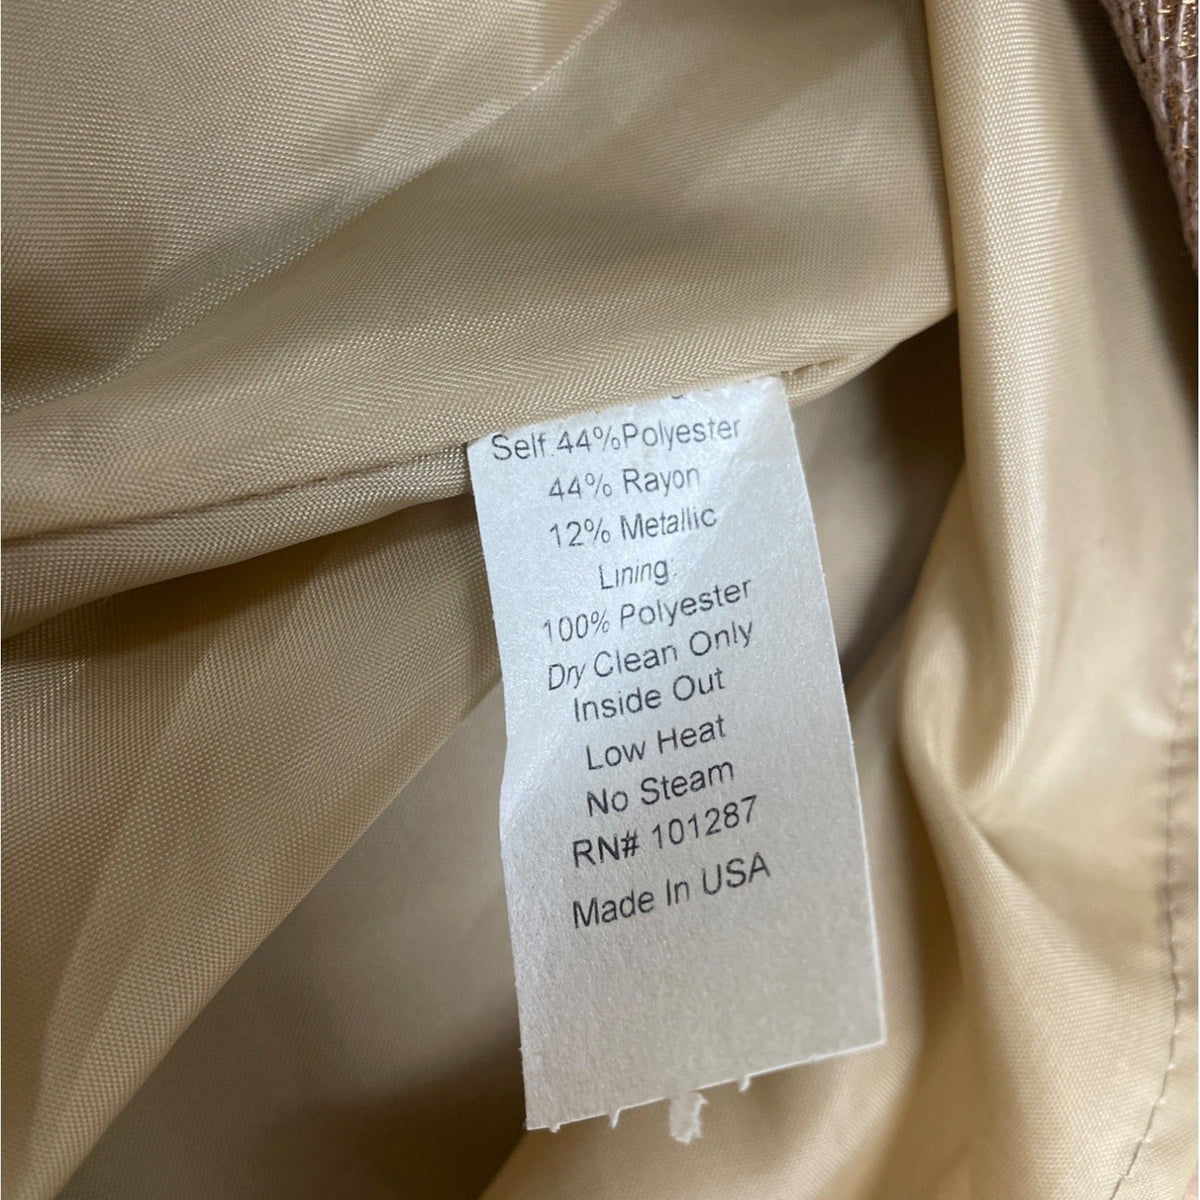 Self:44%Polyester
44% Rayon
12% Metallic
Lining:
100% Polyester
Dry Clean Only
Inside Out
Low Heat
No Steam
RN# 101287
Made In USA